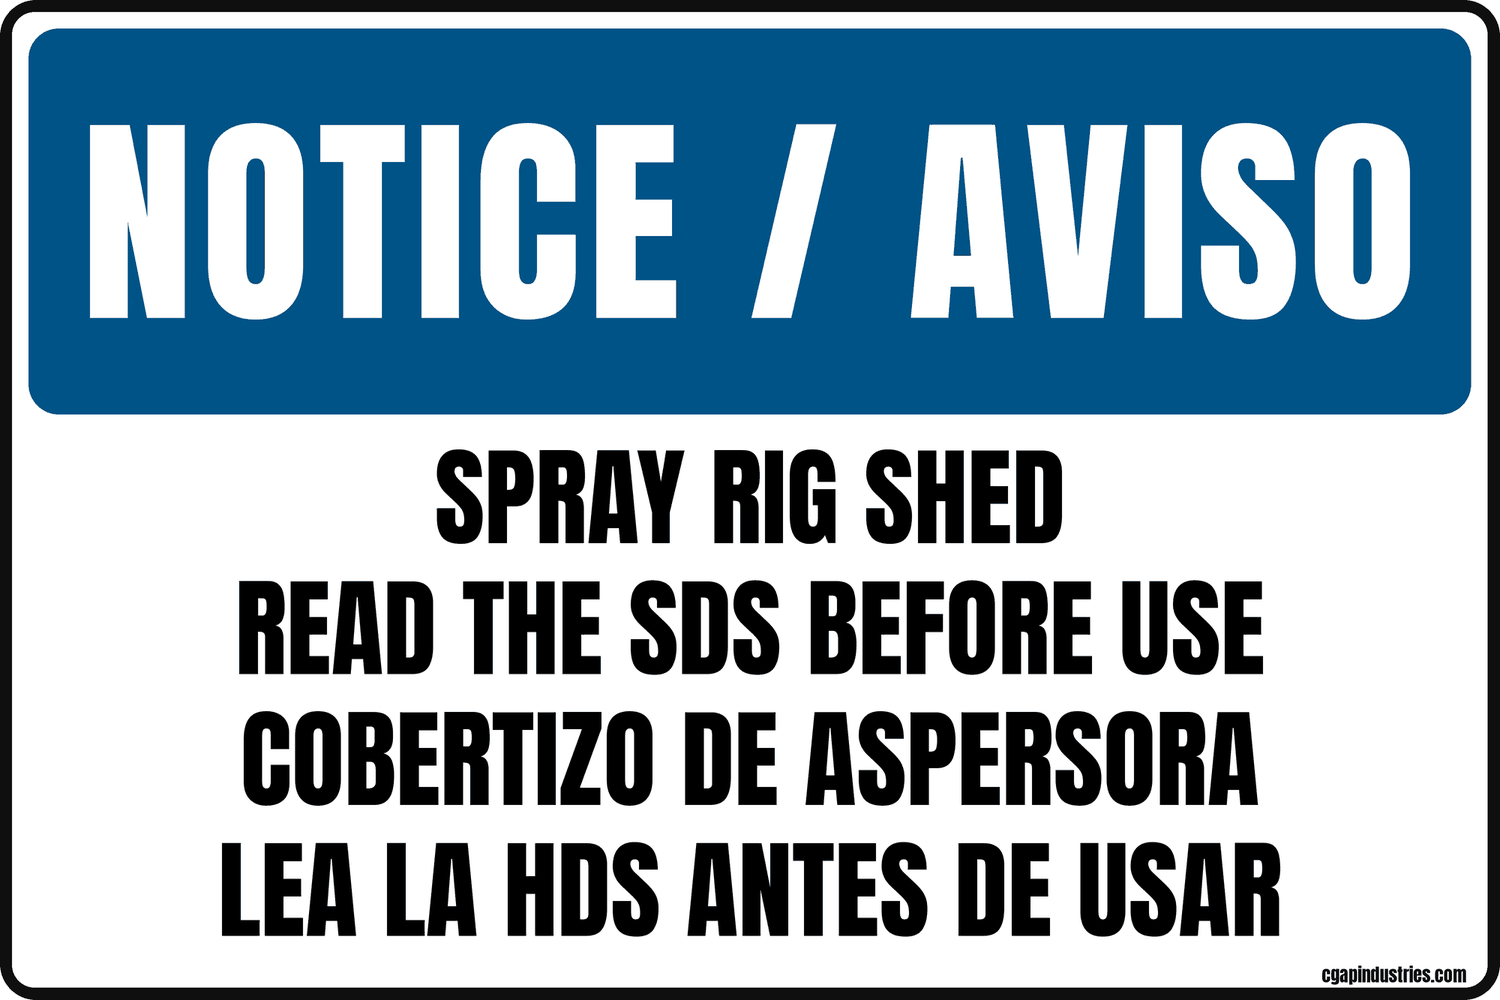 NOTICE / AVISO
SPRAY RIG SHED
READ THE SDS BEFORE USE
COBERTIZO DE ASPERSORA
LEA LA HDS ANTES DE USAR
cgapindustries.com